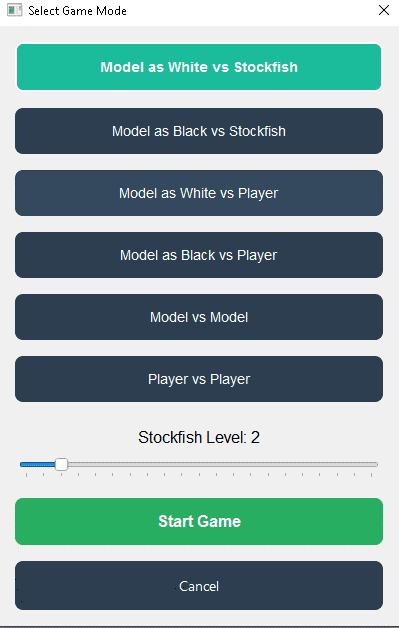 Select Game Mode
Model as White vs Stockfish
Model as Black vs Stockfish
Model as White vs Player
Model as Black vs Player
Model vs Model
Player vs Player
Stockfish Level: 2
Start Game
Cancel